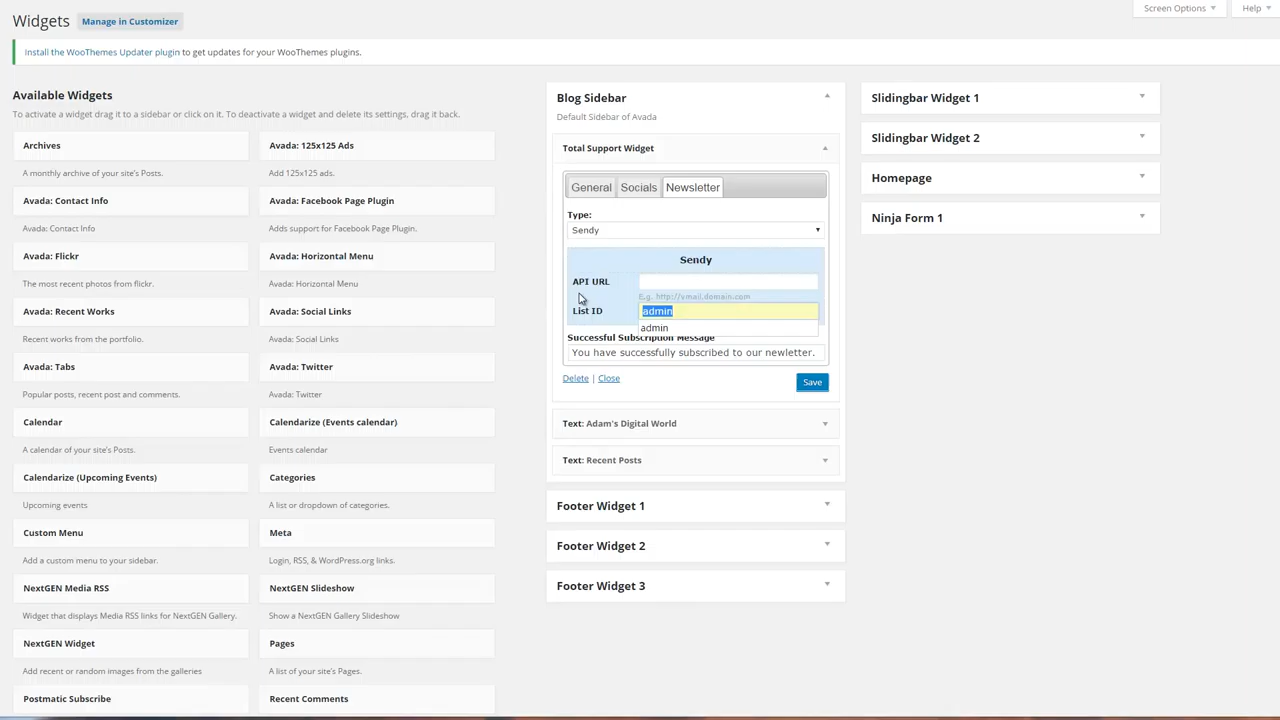 Screen Options
Help
Widgets
Manage in Customizer
Install the WooThemes Updater plugin to get updates for your WooThemes plugins.
Available Widgets
To activate a widget drag it to a sidebar or click on it. To deactivate a widget and delete its settings, drag it back.
Archives
A monthly archive of your site's Posts.
Avada: 125x125 Ads
Add 125x125 ads.
Avada: Contact Info
Avada: Contact Info
Avada: Facebook Page Plugin
Adds support for Facebook Page Plugin.
Avada: Flickr
The most recent photos from flickr.
Avada: Horizontal Menu
Avada: Horizontal Menu
Avada: Recent Works
Recent works from the portfolio.
Avada: Social Links
Avada: Social Links
Avada: Tabs
Popular posts, recent post and comments.
Avada: Twitter
Avada: Twitter
Calendar
A calendar of your site's Posts.
Calendarize (Events calendar)
Events calendar
Calendarize (Upcoming Events)
Upcoming events
Categories
A list or dropdown of categories.
Custom Menu
Add a custom menu to your sidebar.
Meta
Login, RSS, & WordPress.org links.
NextGEN Media RSS
Widget that displays Media RSS links for NextGEN Gallery.
NextGEN Slideshow
Show a NextGEN Gallery Slideshow
NextGEN Widget
Add recent or random images from the galleries
Pages
A list of your site's Pages.
Postmatic Subscribe
Recent Comments
Blog Sidebar
Default Sidebar of Avada
Total Support Widget
General
Socials
Newsletter
Type:
Sendy
Sendy
API URL
E.g. http://vmail.domain.com
List ID
admin
admin
Successful Subscription Message
You have successfully subscribed to our newletter.
Delete | Close
Save
Text: Adam's Digital World
Text: Recent Posts
Footer Widget 1
Footer Widget 2
Footer Widget 3
Slidingbar Widget 1
Slidingbar Widget 2
Homepage
Ninja Form 1